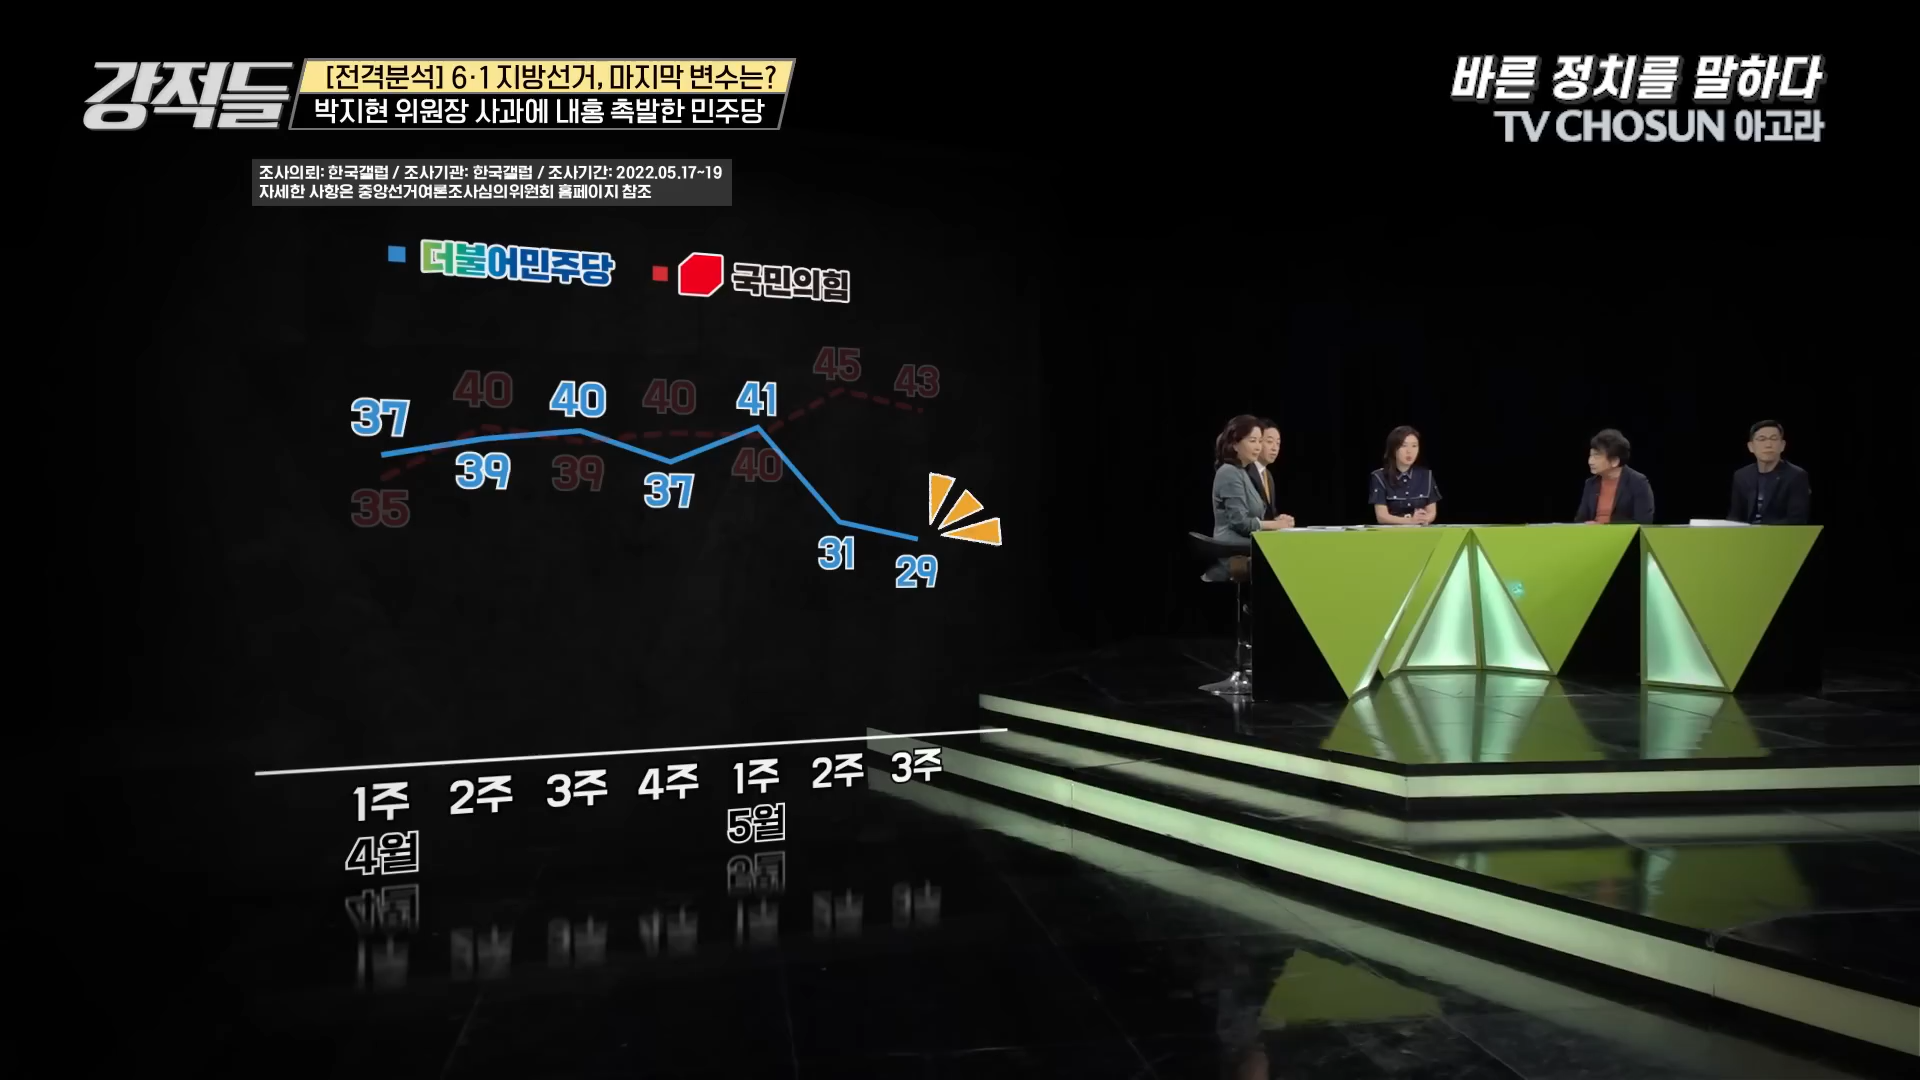 강적들
[전격분석] 6·1 지방선거, 마지막 변수는?
박지현 위원장 사과에 내홍 촉발한 민주당
바른 정치를 말하다
TV CHOSUN 아고라
조사의뢰: 한국갤럽 / 조사기관: 한국갤럽 / 조사기간: 2022.05.17~19
자세한 사항은 중앙선거여론조사심의위원회 홈페이지 참조
더불어민주당 국민의힘
37 40 40 40 41 45 43
35 39 39 37 40 31 29
1주 2주 3주 4주 1주 2주 3주
4월 5월